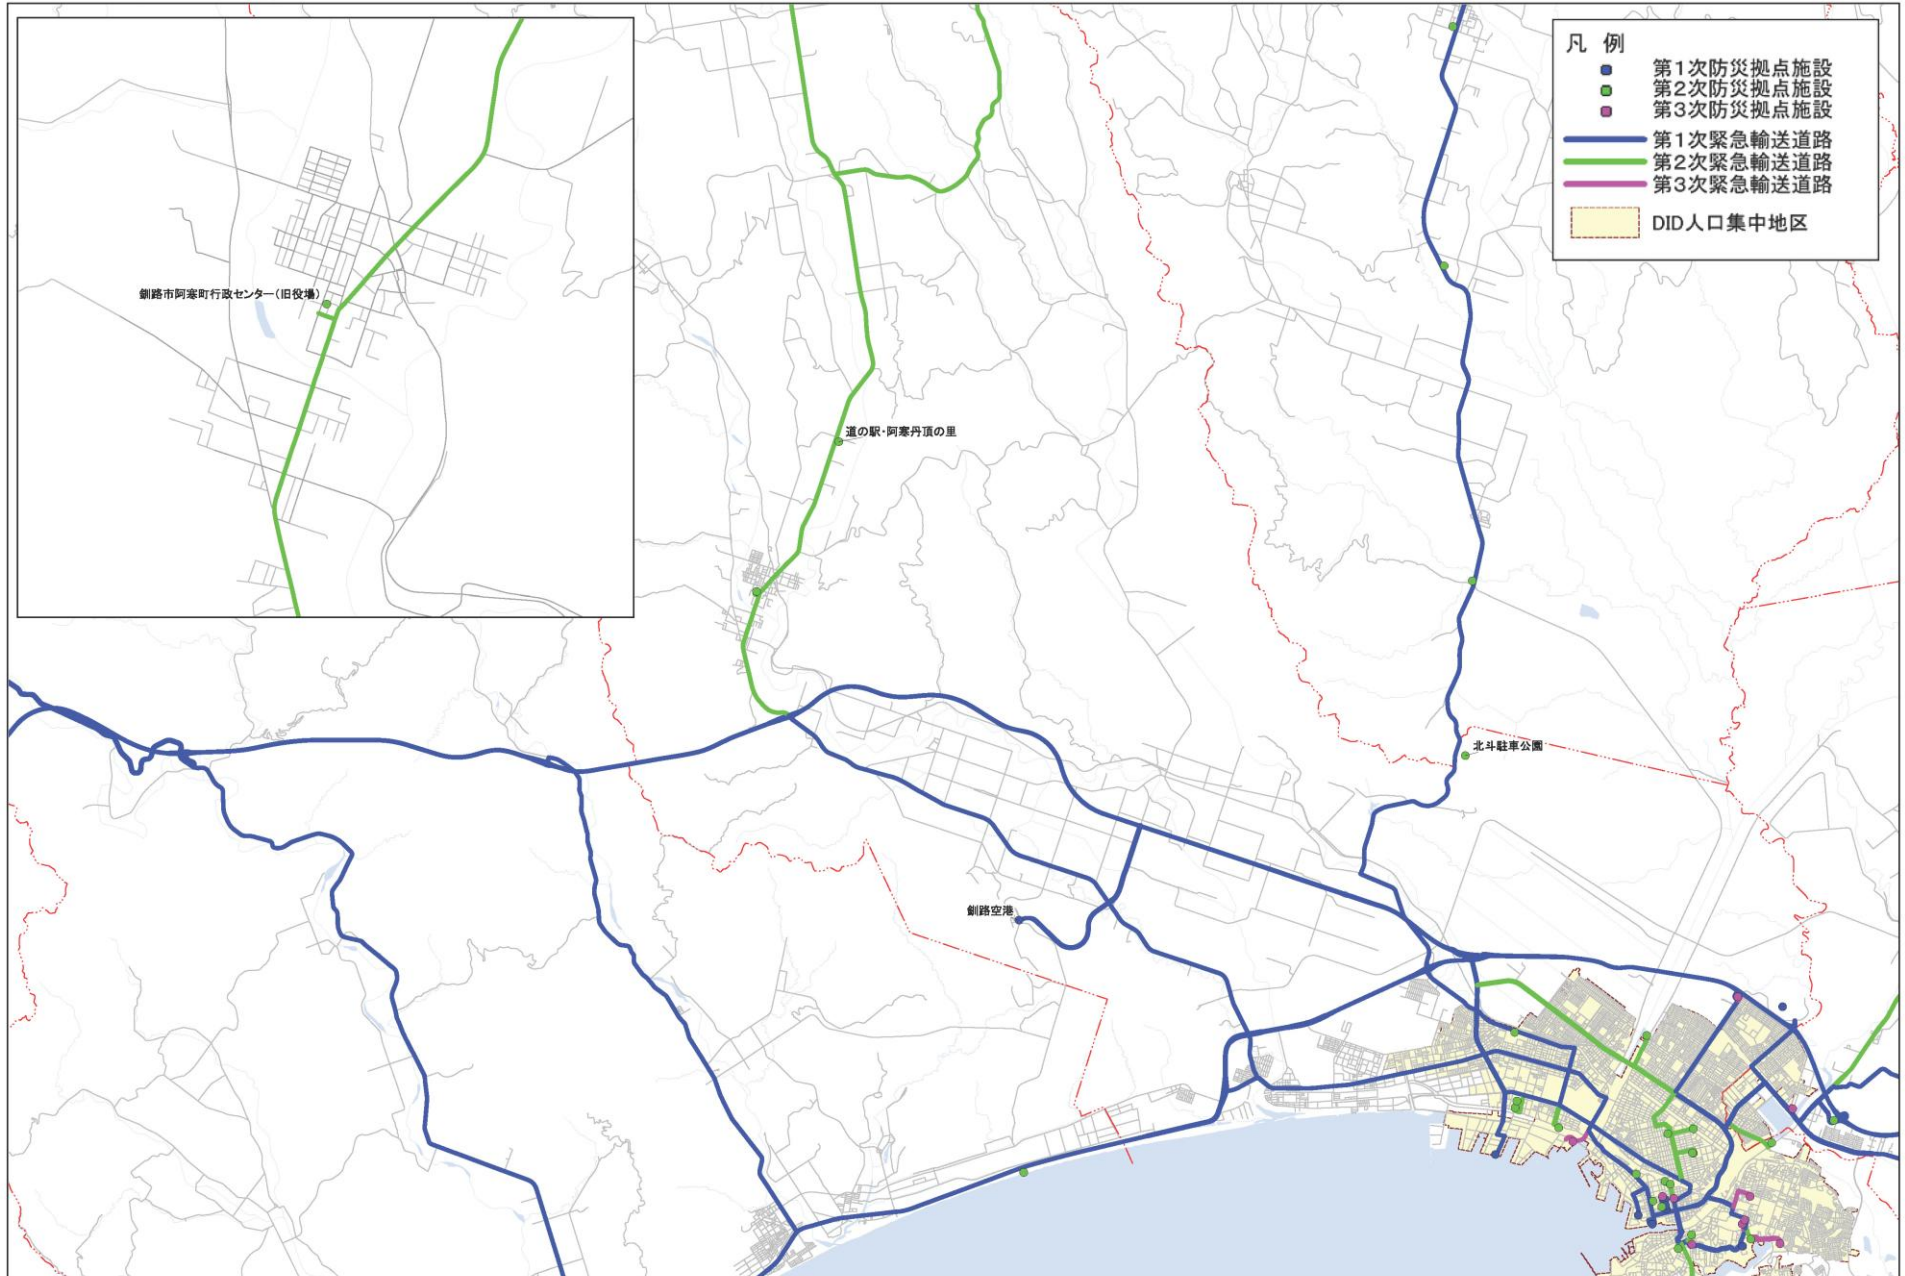 凡 例
第1次防災拠点施設
第2次防災拠点施設
第3次防災拠点施設
第1次緊急輸送道路
第2次緊急輸送道路
第3次緊急輸送道路
DID人口集中地区
釧路市阿寒町行政センター(旧役場)
道の駅・阿寒丹頂の里
北斗駐車公園
釧路空港